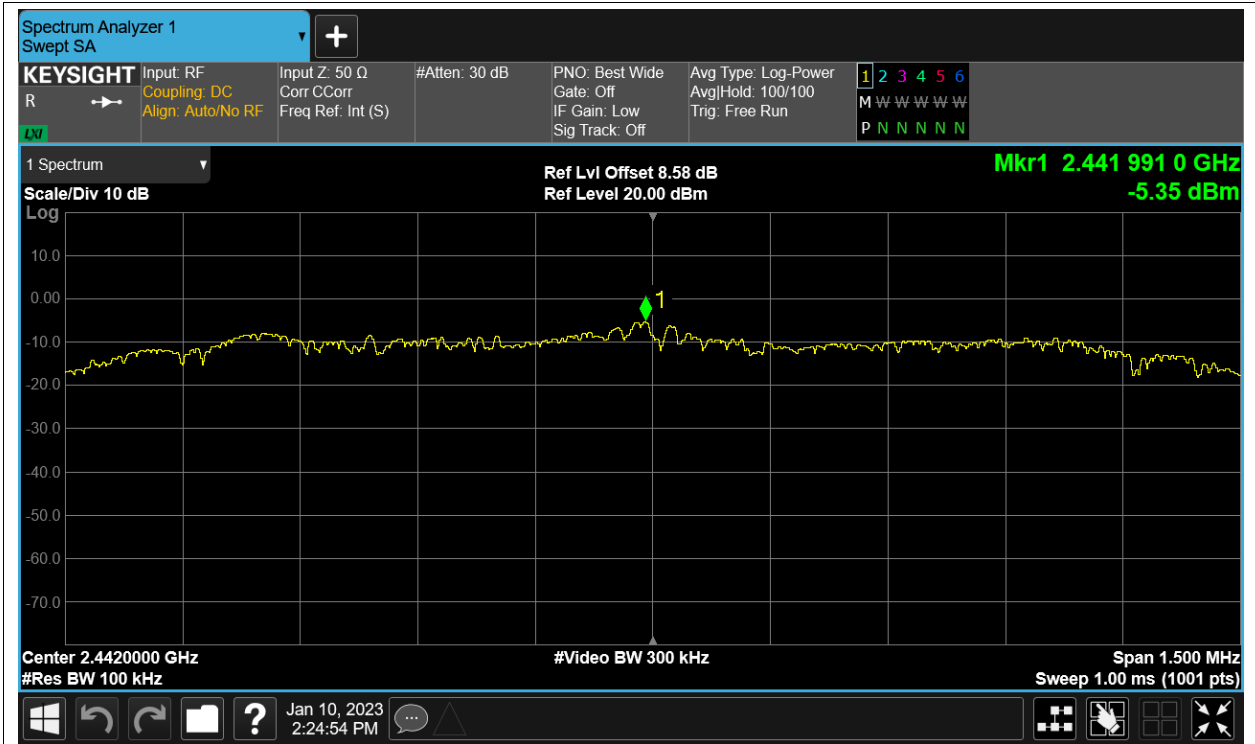 Spectrum Analyzer 1
Swept SA
KEYSIGHT
R
LXI
Input: RF
Coupling: DC
Align: Auto/No RF
Input Z: 50 Ω
Corr CCorr
Freq Ref: Int (S)
#Atten: 30 dB
PNO: Best Wide
Gate: Off
IF Gain: Low
Sig Track: Off
Avg Type: Log-Power
Avg|Hold: 100/100
Trig: Free Run
1 2 3 4 5 6
M W W W W W
P N N N N N
1 Spectrum
Scale/Div 10 dB
Log
Ref Lvl Offset 8.58 dB
Ref Level 20.00 dBm
Mkr1 2.441 991 0 GHz
-5.35 dBm
10.0
0.00
-10.0
-20.0
-30.0
-40.0
-50.0
-60.0
-70.0
1
Center 2.4420000 GHz
#Res BW 100 kHz
#Video BW 300 kHz
Span 1.500 MHz
Sweep 1.00 ms (1001 pts)
?
Jan 10, 2023
2:24:54 PM